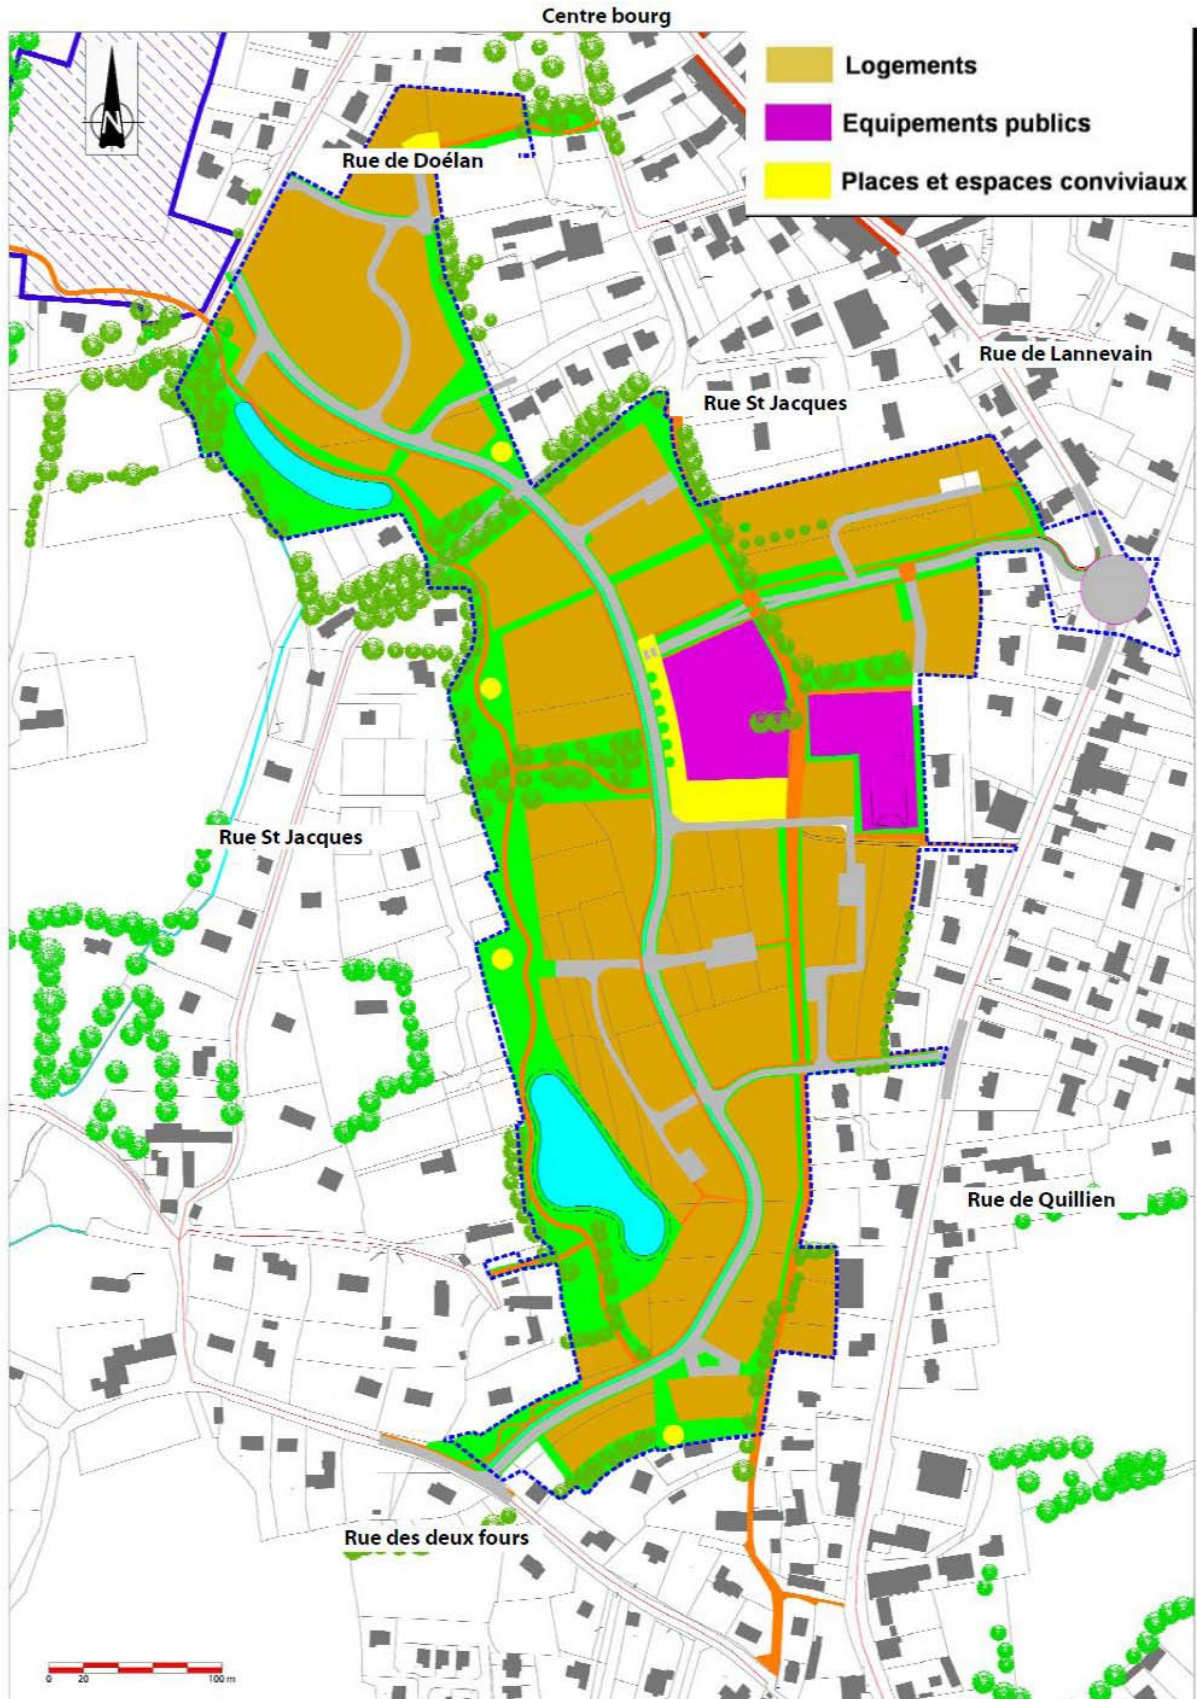 Centre bourg
Logements
Equipements publics
Places et espaces conviviaux
N
Rue de Doélan
Rue de Lannevain
Rue St Jacques
Rue St Jacques
Rue de Quillien
Rue des deux fours
0 20 100 m